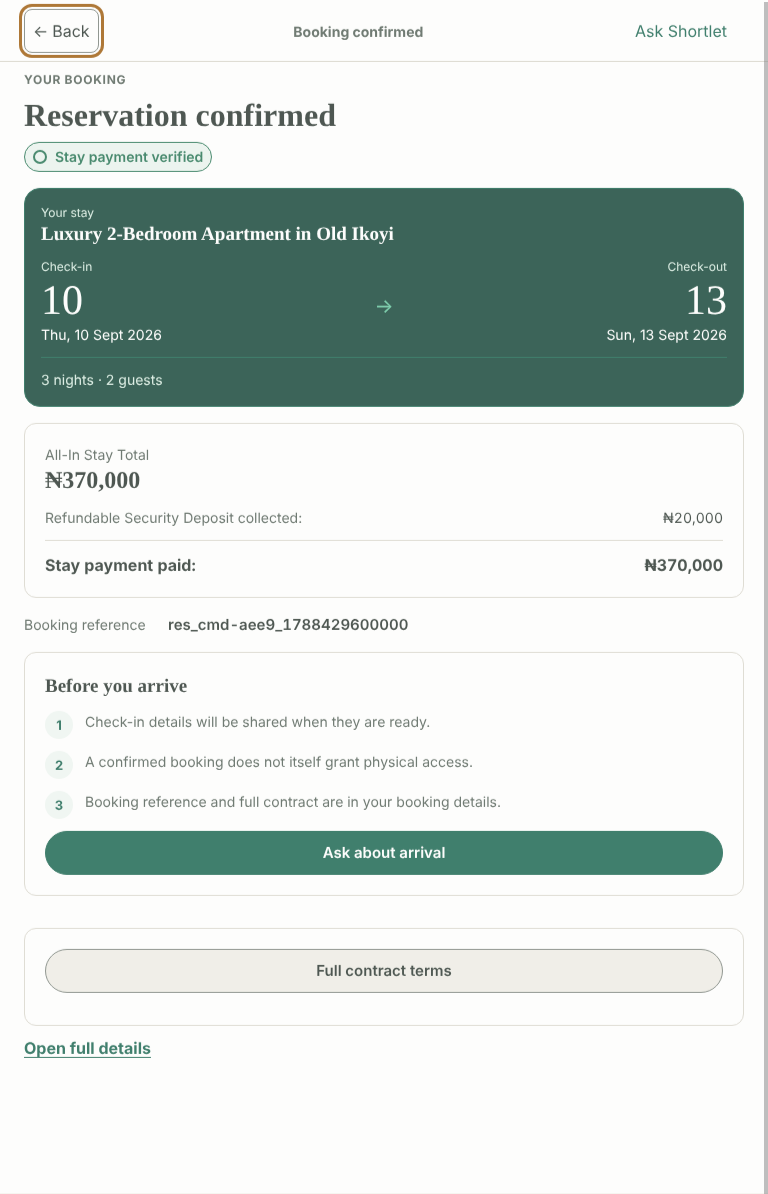 ← Back
Booking confirmed
Ask Shortlet
YOUR BOOKING
Reservation confirmed
Stay payment verified
Your stay
Luxury 2-Bedroom Apartment in Old Ikoyi
Check-in
Check-out
10
→
13
Thu, 10 Sept 2026
Sun, 13 Sept 2026
3 nights · 2 guests
All-In Stay Total
₦370,000
Refundable Security Deposit collected:
₦20,000
Stay payment paid:
₦370,000
Booking reference
res_cmd-aee9_1788429600000
Before you arrive
1
Check-in details will be shared when they are ready.
2
A confirmed booking does not itself grant physical access.
3
Booking reference and full contract are in your booking details.
Ask about arrival
Full contract terms
Open full details